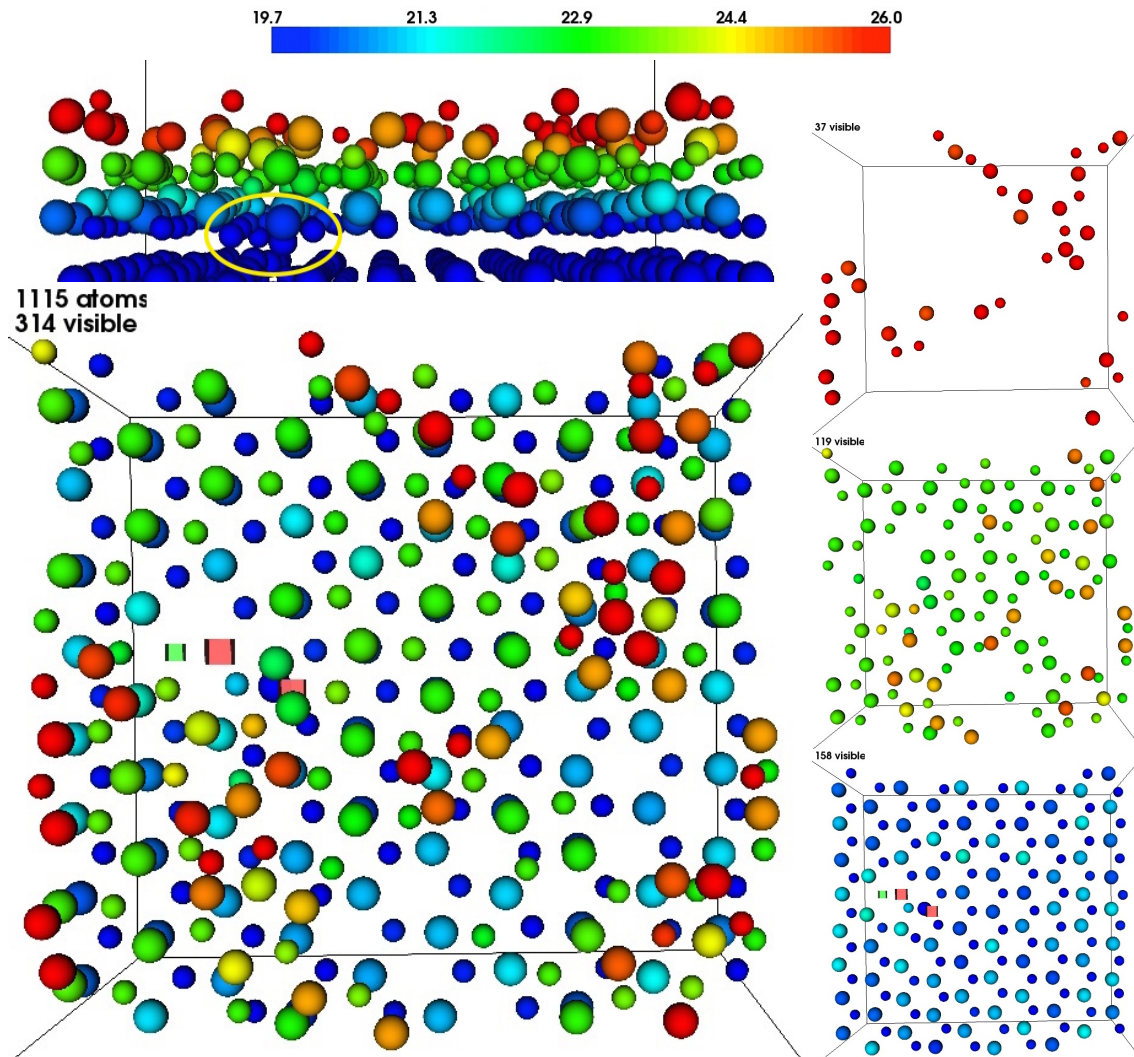 19.7 21.3 22.9 24.4 26.0
37 visible
1115 atoms
314 visible
119 visible
158 visible